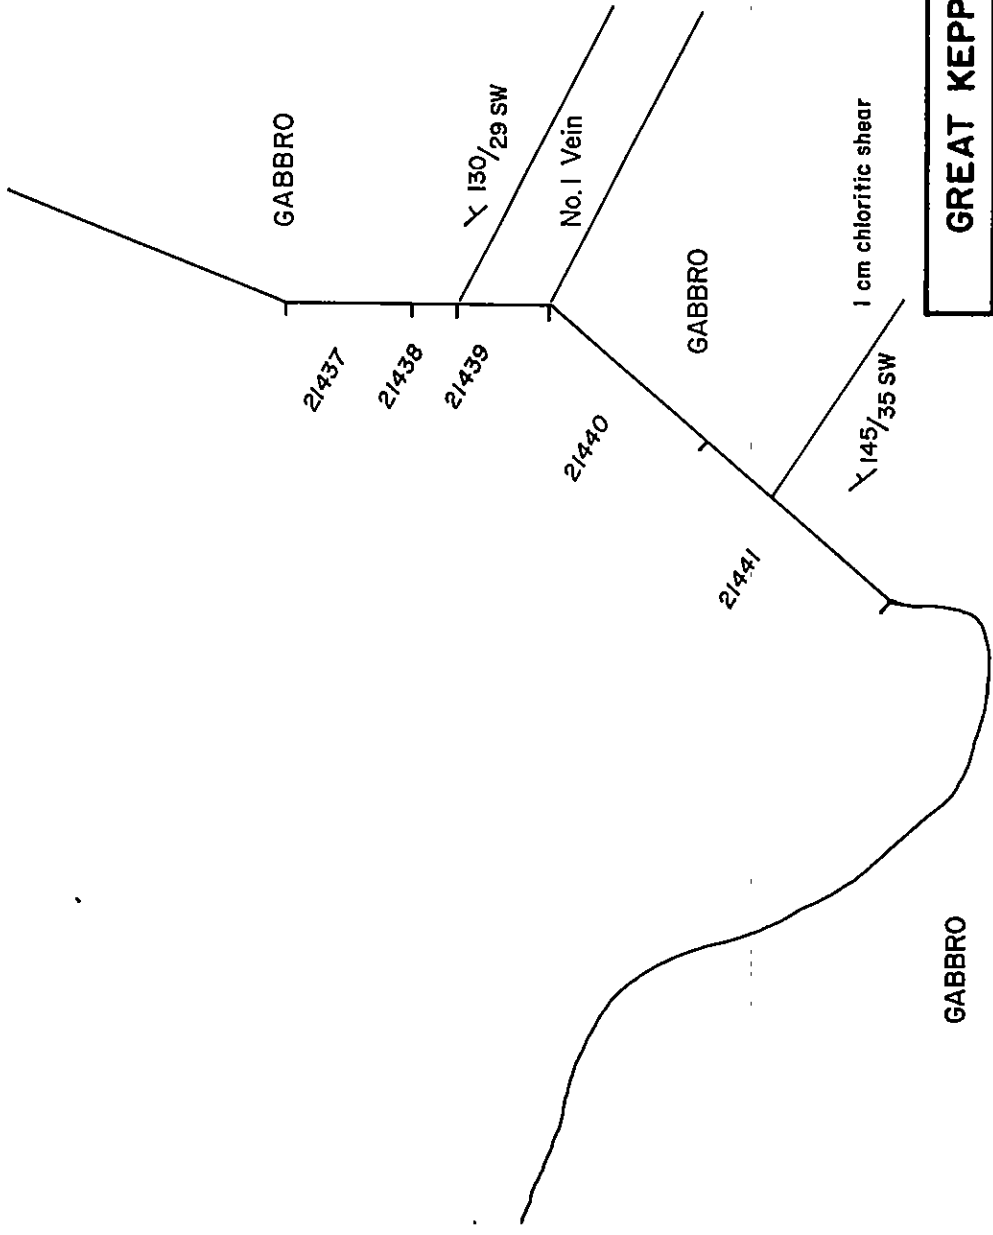 GABBRO
130/29 SW
No. 1 Vein
21437
21438
21439
GABBRO
1 cm chloritic shear
21440
145/35 SW
21441
GABBRO
GREAT KEPP